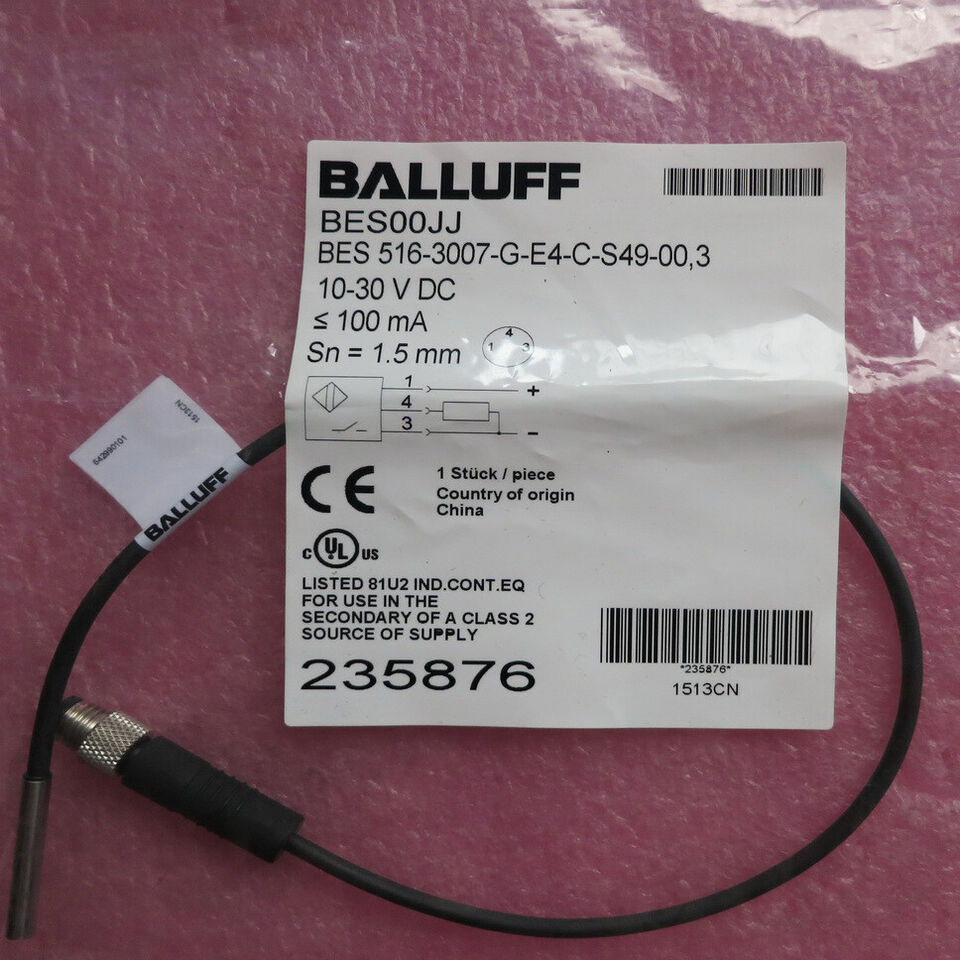 BALLUFF
BES00JJ
BES 516-3007-G-E4-C-S49-00,3
10-30 V DC
≤ 100 mA
Sn = 1.5 mm
4
1 3
1 +
4
3 –
CE
1 Stück / piece
Country of origin
China
c UL US
LISTED 81U2 IND.CONT.EQ
FOR USE IN THE
SECONDARY OF A CLASS 2
SOURCE OF SUPPLY
235876
*235876*
1513CN
1513CN
642990101
BALLUFF